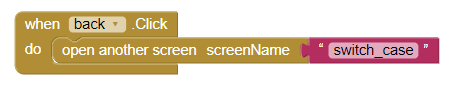 when back .Click
do open another screen screenName " switch_case "